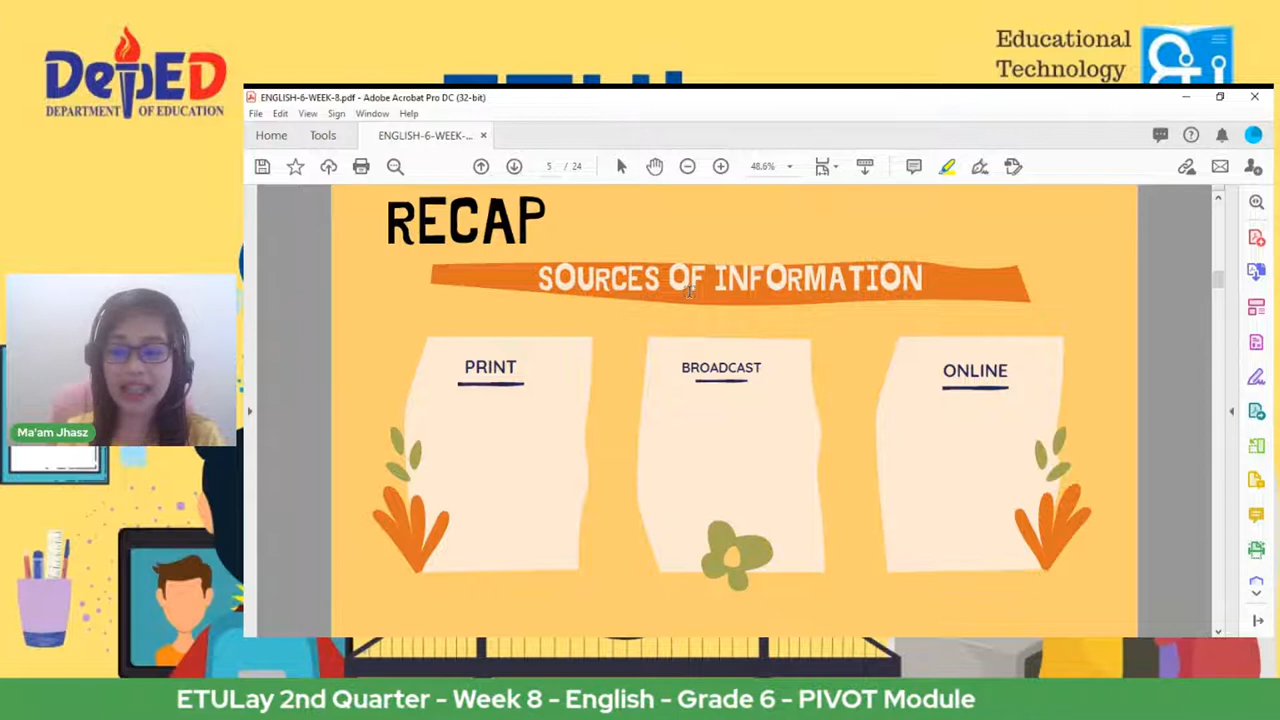 DepED
DEPARTMENT OF EDUCATION
Educational
Technology
ENGLISH-6-WEEK-8.pdf - Adobe Acrobat Pro DC (32-bit)
File Edit View Sign Window Help
Home Tools ENGLISH-6-WEEK-... ×
5 / 24 48.6%
RECAP
SOURCES OF INFORMATION
PRINT
BROADCAST
ONLINE
Ma'am Jhasz
ETULay 2nd Quarter - Week 8 - English - Grade 6 - PIVOT Module